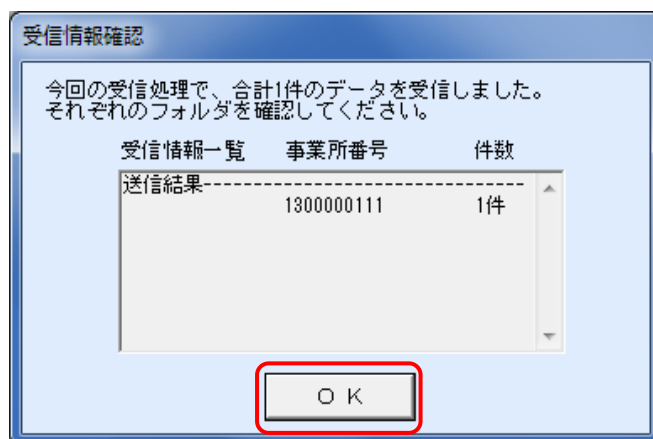 受信情報確認
今回の受信処理で、合計1件のデータを受信しました。
それぞれのフォルダを確認してください。
受信情報一覧 事業所番号 件数
送信結果--------------------------------
1300000111 1件
ＯＫ